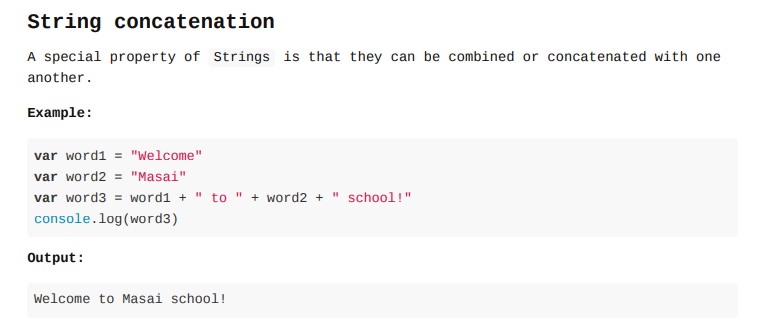 String concatenation
A special property of Strings is that they can be combined or concatenated with one
another.
Example:
var word1 = "Welcome"
var word2 = "Masai"
var word3 = word1 + " to " + word2 + " school!"
console.log(word3)
Output:
Welcome to Masai school!